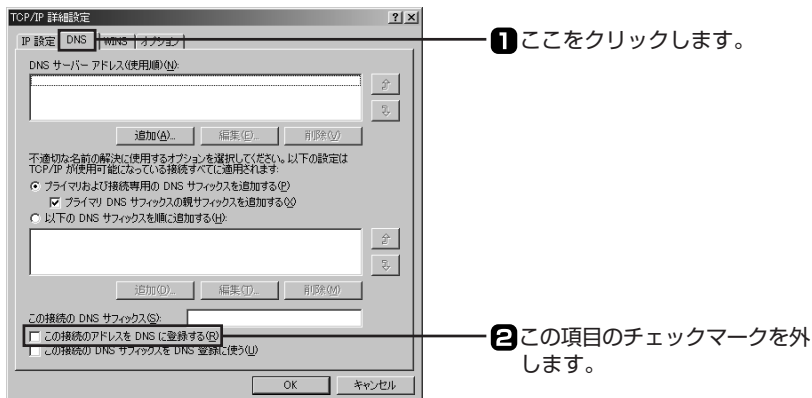 TCP/IP 詳細設定
IP 設定 DNS WINS オプション
1 ここをクリックします。
DNS サーバー アドレス(使用順)(N):
追加(A)... 編集(E)... 削除(V)
不適切な名前の解決に使用するオプションを選択してください。以下の設定は
TCP/IP が使用可能になっている接続すべてに適用されます:
プライマリおよび接続専用の DNS サフィックスを追加する(P)
プライマリ DNS サフィックスの親サフィックスを追加する(X)
以下の DNS サフィックスを順に追加する(H):
追加(D)... 編集(T)... 削除(M)
この接続の DNS サフィックス(S):
この接続のアドレスを DNS に登録する(R)
2 この項目のチェックマークを外
します。
この接続の DNS サフィックスを DNS 登録に使う(U)
OK キャンセル